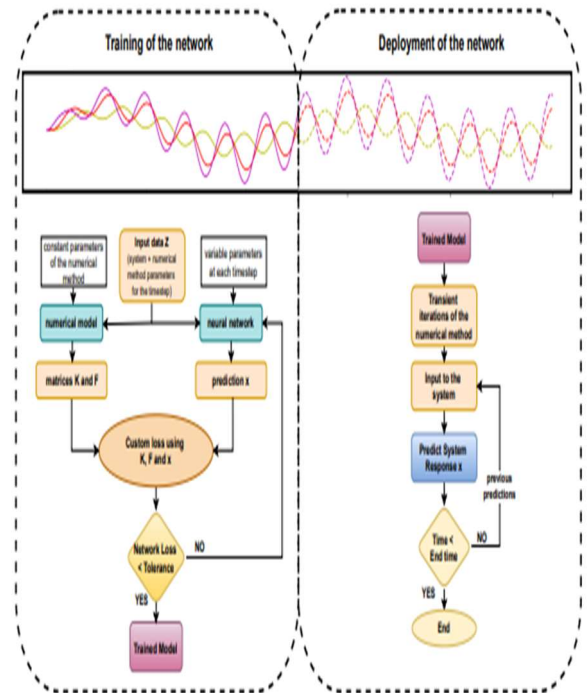 Training of the network
Deployment of the network
constant parameters
of the numerical
method
Input data Z
(system + numerical
method parameters
for the timestep)
variable parameters
at each timestep
numerical model
neural network
matrices K and F
prediction x
Custom loss using
K, F and x
Network Loss
< Tolerance
NO
YES
Trained Model
Trained Model
Transient
iterations of the
numerical method
Input to the
system
Predict System
Response x
previous
predictions
Time <
End time
NO
YES
End